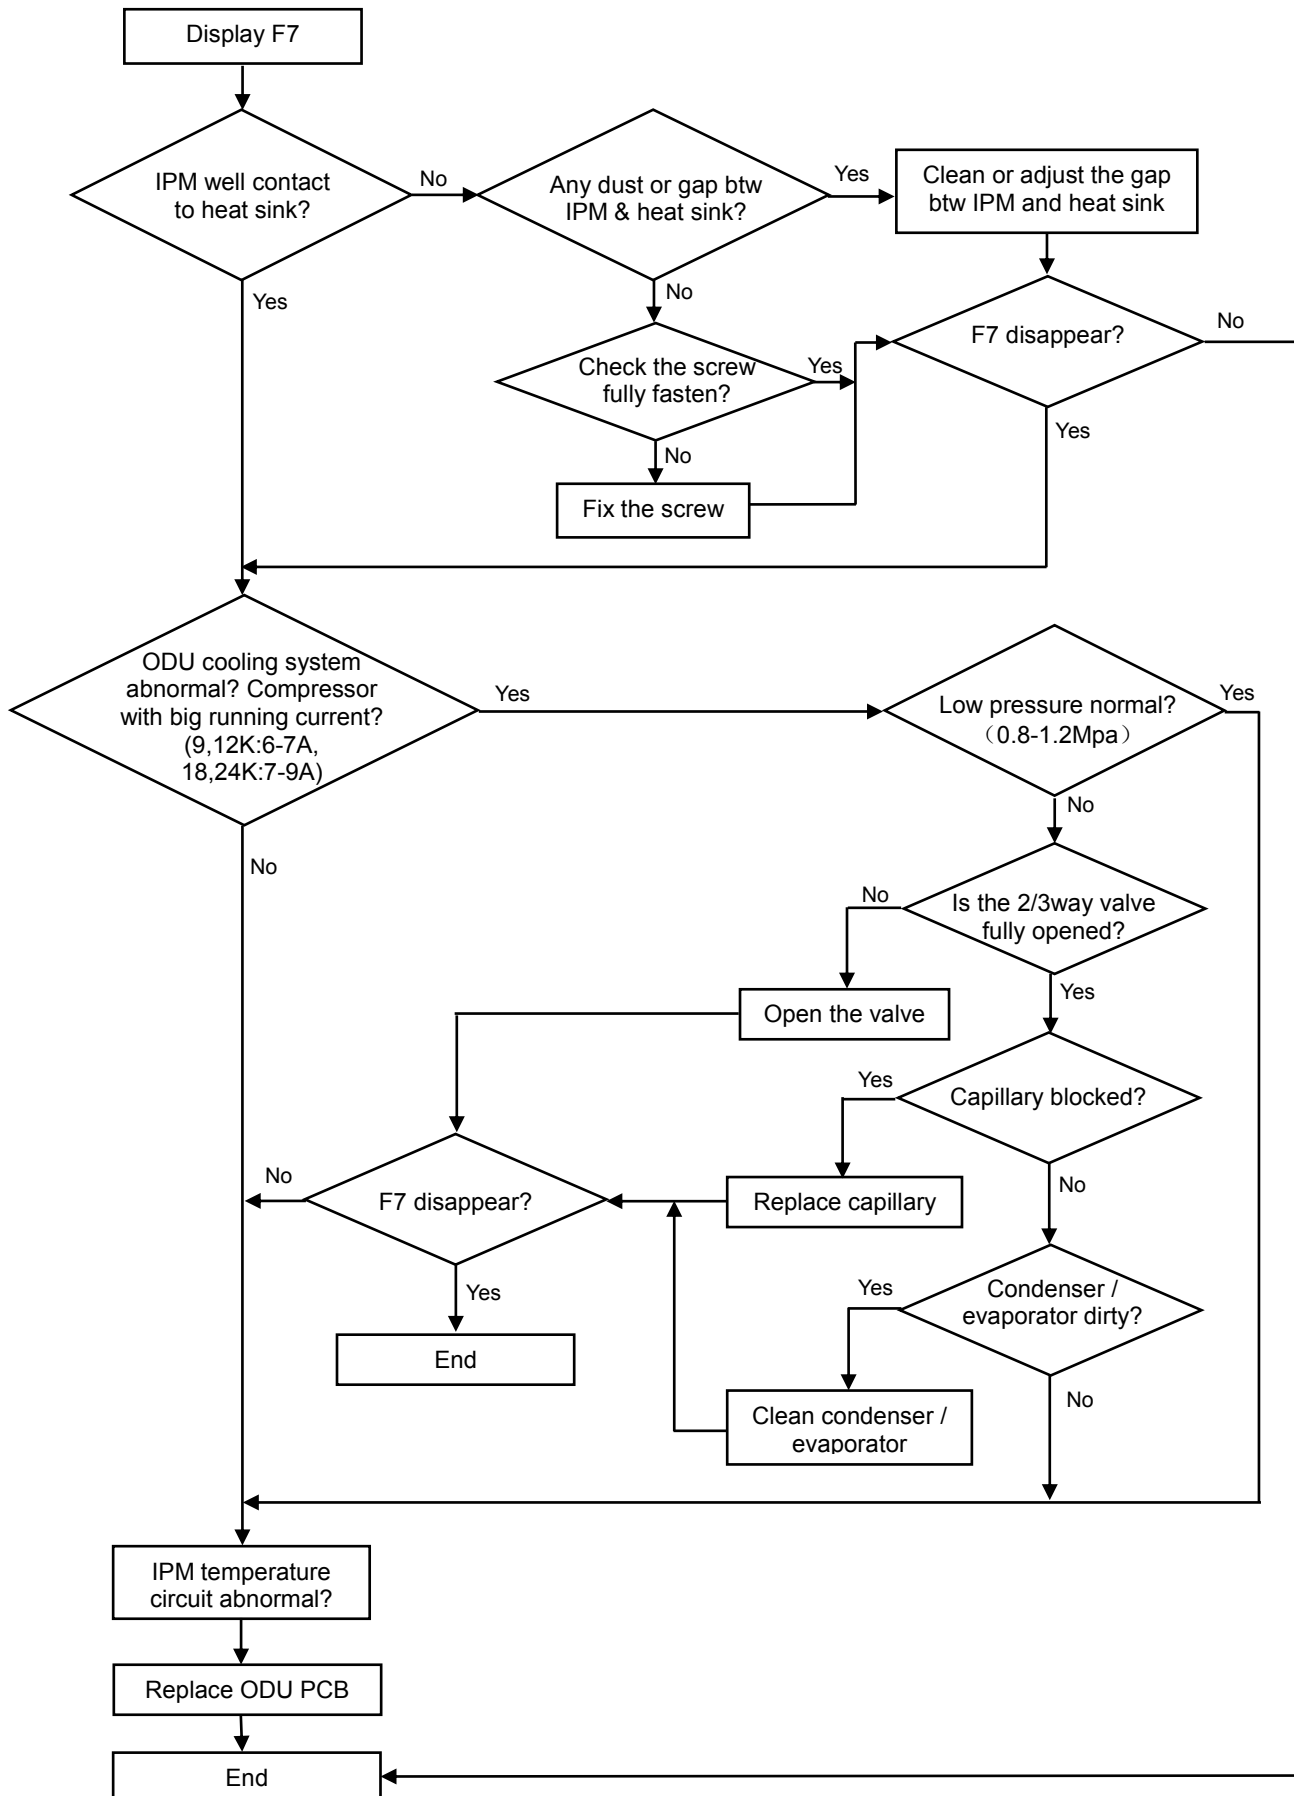 Display F7
IPM well contact
to heat sink?
No
Any dust or gap btw
IPM & heat sink?
Yes
Clean or adjust the gap
btw IPM and heat sink
Yes
No
Check the screw
fully fasten?
Yes
F7 disappear?
No
Yes
No
Fix the screw
ODU cooling system
abnormal? Compressor
with big running current?
(9,12K:6-7A,
18,24K:7-9A)
Yes
Low pressure normal?
（0.8-1.2Mpa）
Yes
No
No
Is the 2/3way valve
fully opened?
No
Open the valve
Yes
Capillary blocked?
Yes
Replace capillary
No
F7 disappear?
No
Yes
End
Condenser /
evaporator dirty?
Yes
Clean condenser /
evaporator
No
IPM temperature
circuit abnormal?
Replace ODU PCB
End